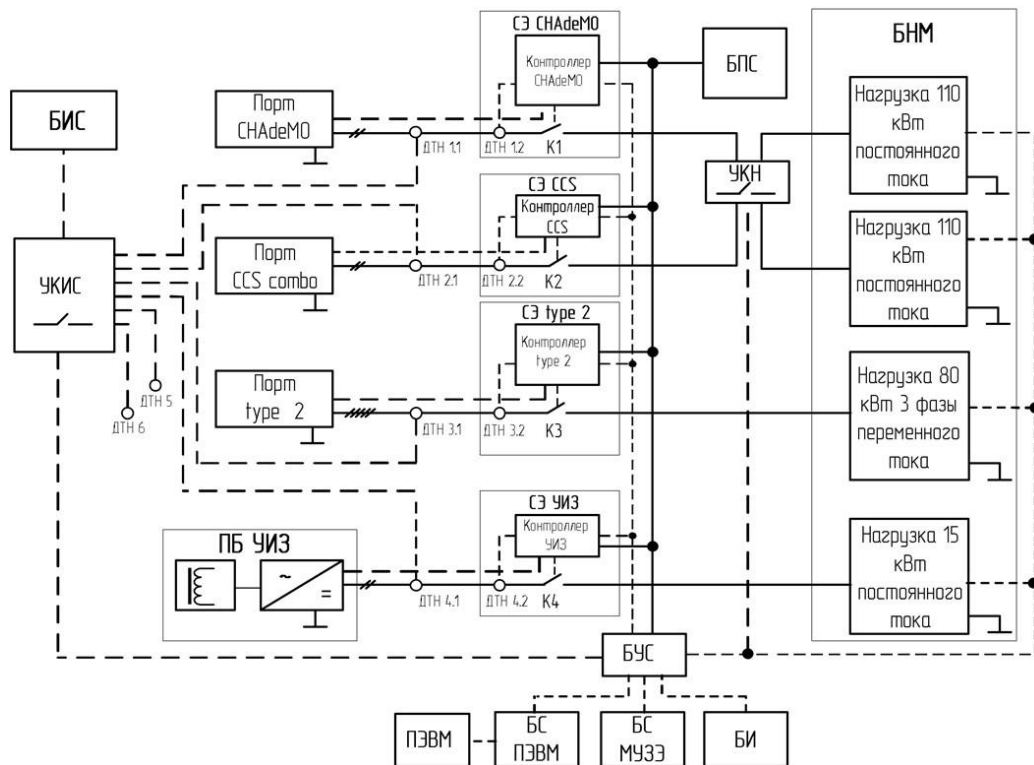 СЭ CHAdeMO
Контроллер
CHAdeMO
БПС
БНМ
Нагрузка 110
кВт
постоянного
тока
БИС
Порт
CHAdeMO
ДТН 1.1
ДТН 1.2
К1
УКН
СЭ CCS
Контроллер
CCS
Нагрузка 110
кВт
постоянного
тока
УКИС
Порт
CCS combo
ДТН 2.1
ДТН 2.2
К2
СЭ type 2
Контроллер
type 2
Нагрузка 80
кВт 3 фазы
переменного
тока
ДТН 5
ДТН 6
Порт
type 2
ДТН 3.1
ДТН 3.2
К3
СЭ УИЗ
Контроллер
УИЗ
Нагрузка 15
кВт
постоянного
тока
ПБ УИЗ
~
=
ДТН 4.1
ДТН 4.2
К4
БУС
ПЭВМ
БС
ПЭВМ
БС
МУЗЭ
БИ